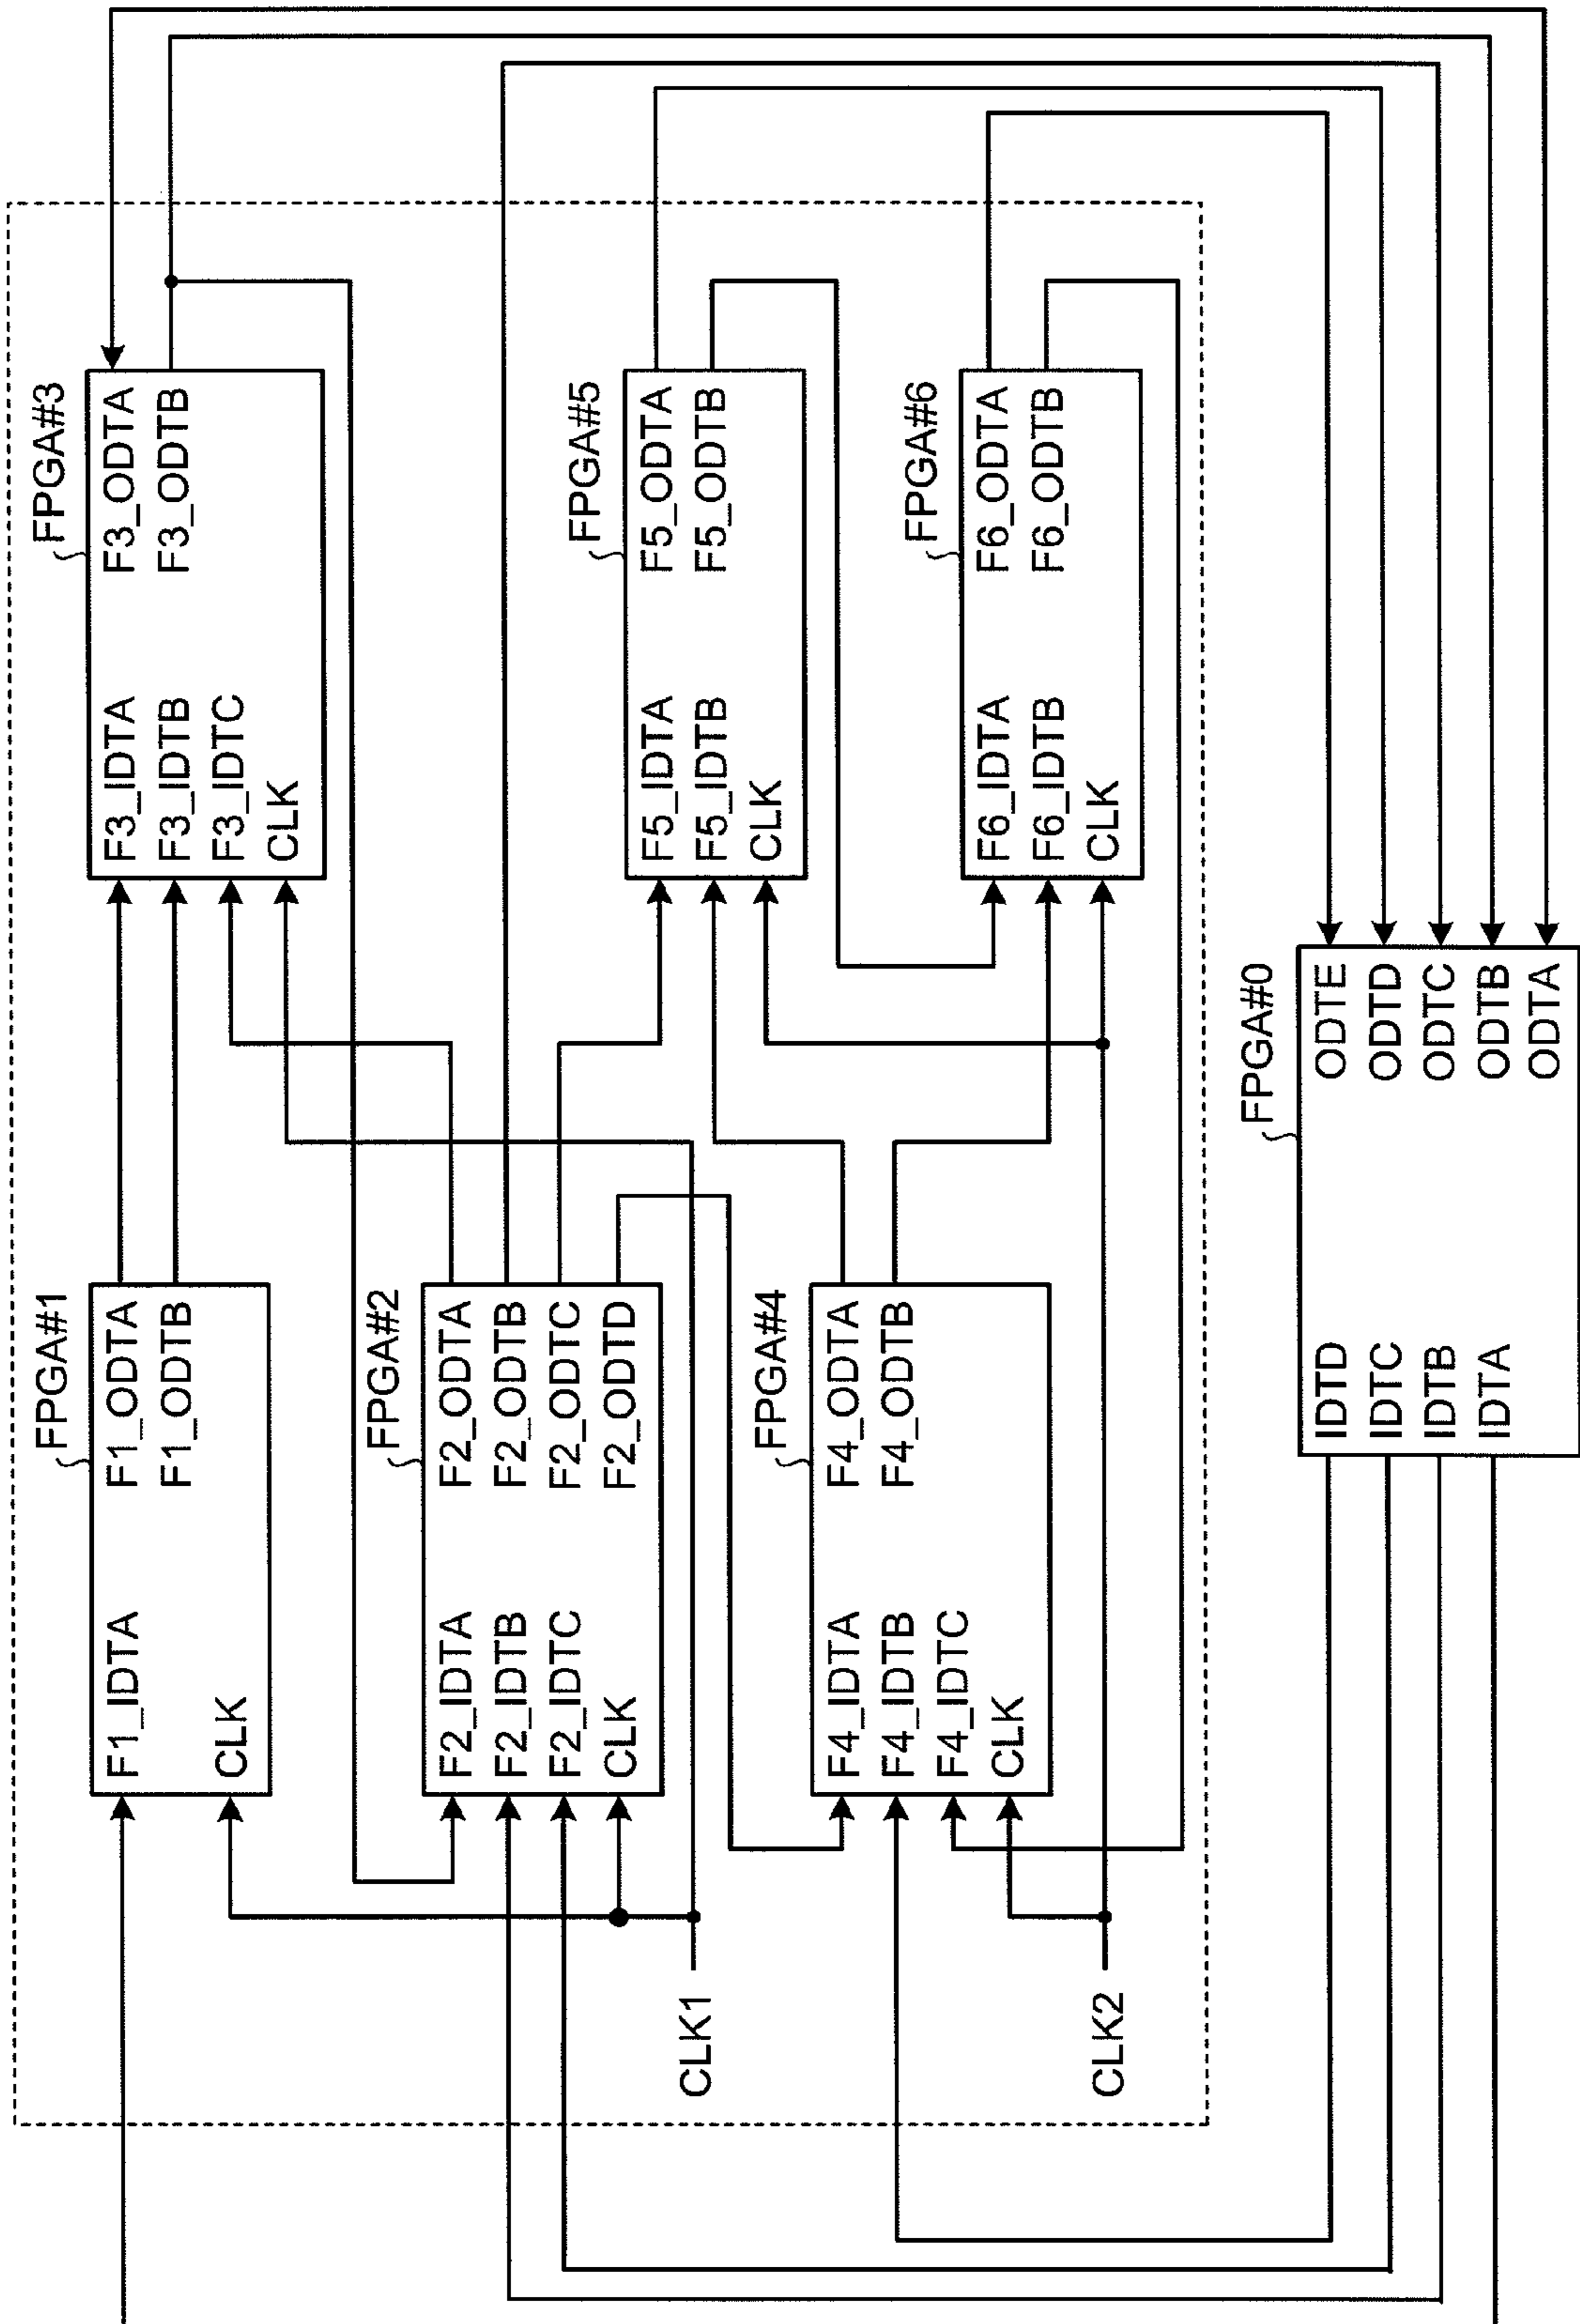 FPGA#1
F1_IDTA
CLK
F1_ODTA
F1_ODTB
FPGA#3
F3_IDTA
F3_IDTB
F3_IDTC
CLK
F3_ODTA
F3_ODTB
FPGA#2
F2_IDTA
F2_IDTB
F2_IDTC
CLK
F2_ODTA
F2_ODTB
F2_ODTC
F2_ODTD
FPGA#5
F5_IDTA
F5_IDTB
CLK
F5_ODTA
F5_ODTB
CLK1
FPGA#4
F4_IDTA
F4_IDTB
F4_IDTC
CLK
F4_ODTA
F4_ODTB
FPGA#6
F6_IDTA
F6_IDTB
CLK
F6_ODTA
F6_ODTB
CLK2
FPGA#0
IDTD
IDTC
IDTB
IDTA
ODTE
ODTD
ODTC
ODTB
ODTA